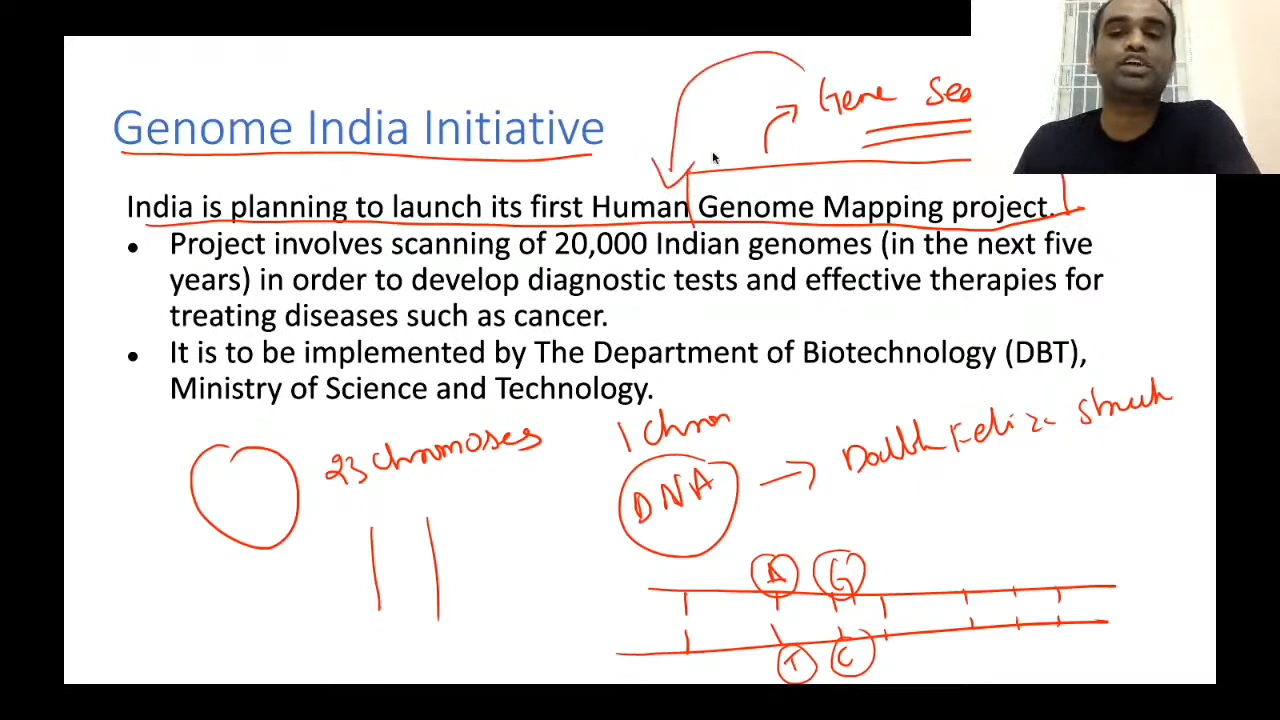 Genome India Initiative
Gene Seq
India is planning to launch its first Human Genome Mapping project.
• Project involves scanning of 20,000 Indian genomes (in the next five
years) in order to develop diagnostic tests and effective therapies for
treating diseases such as cancer.
• It is to be implemented by The Department of Biotechnology (DBT),
Ministry of Science and Technology.
23 chromoses
1 chrom
DNA
A G
T C